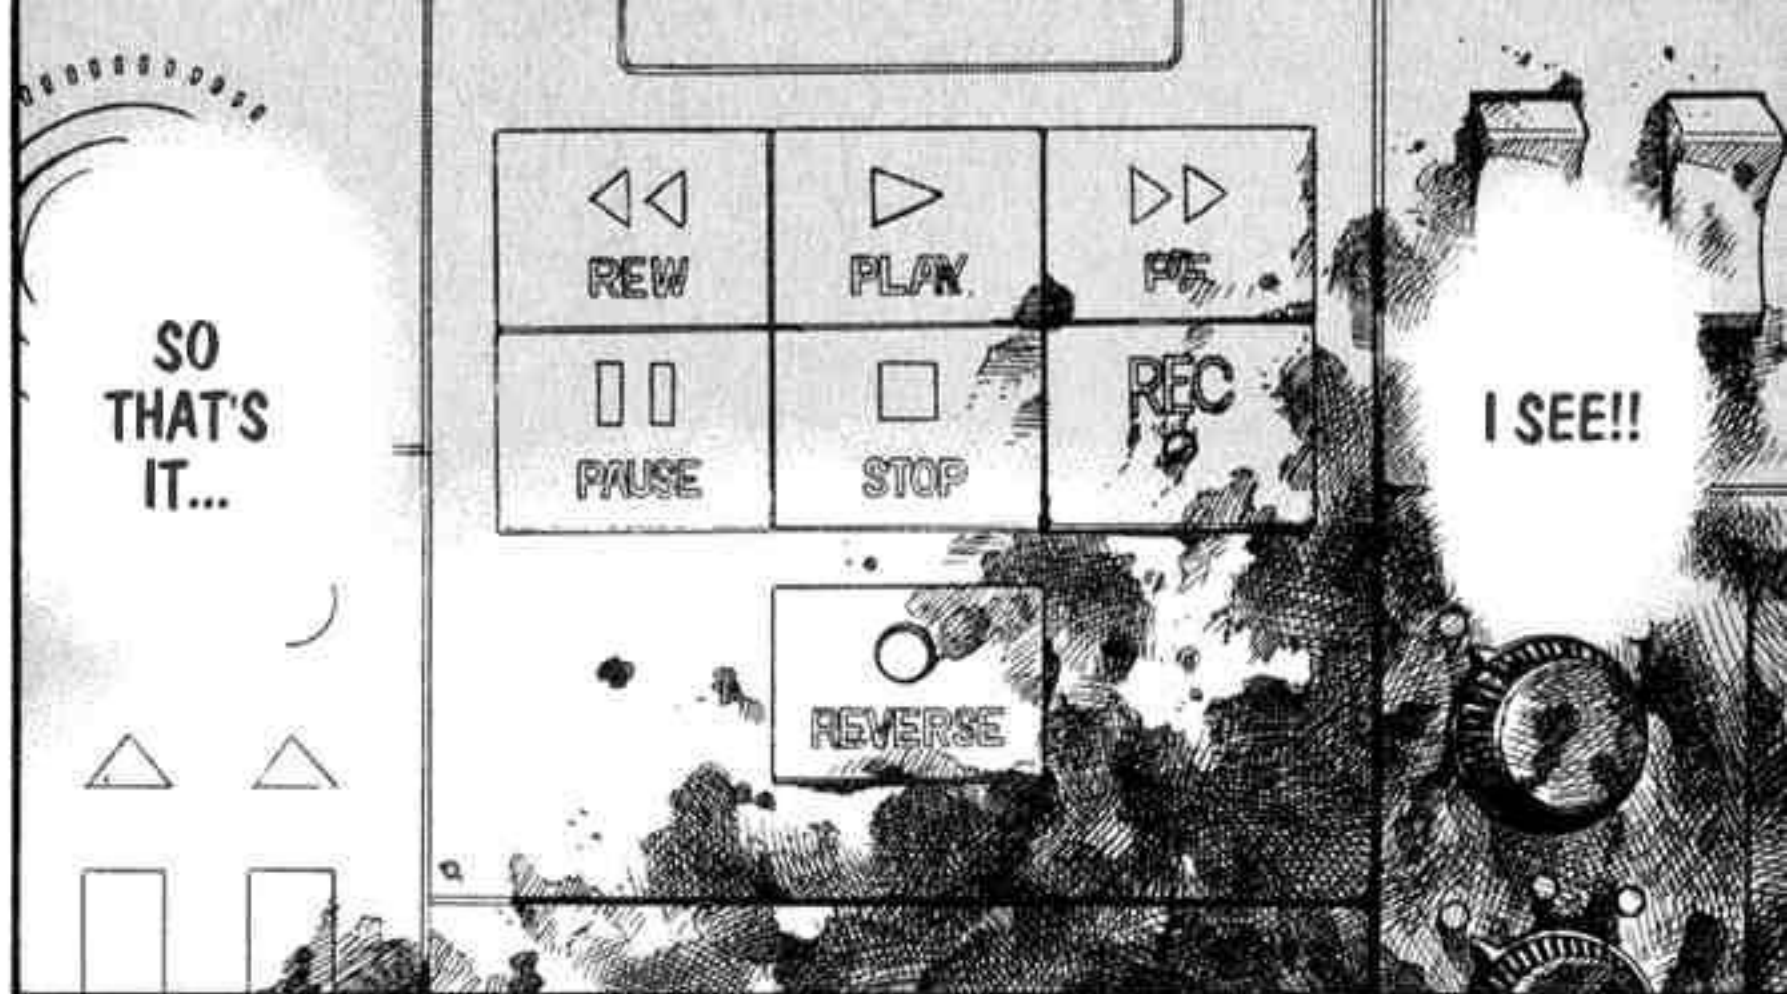 I SEE!!
SO
THAT'S
IT...
REW
PLAY
PAUSE
STOP
REC
REVERSE